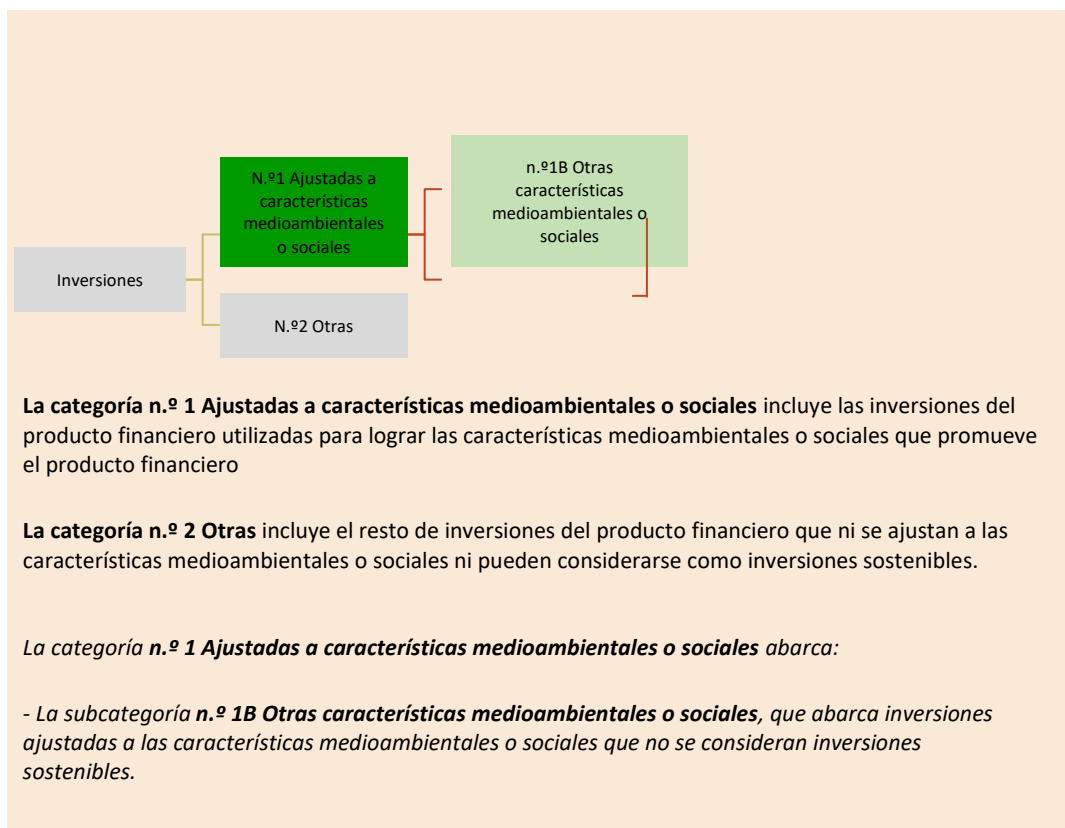 n.º1B Otras
características
medioambientales o
sociales
N.º1 Ajustadas a
características
medioambientales
o sociales
Inversiones
N.º2 Otras
La categoría n.º 1 Ajustadas a características medioambientales o sociales incluye las inversiones del
producto financiero utilizadas para lograr las características medioambientales o sociales que promueve
el producto financiero
La categoría n.º 2 Otras incluye el resto de inversiones del producto financiero que ni se ajustan a las
características medioambientales o sociales ni pueden considerarse como inversiones sostenibles.
La categoría n.º 1 Ajustadas a características medioambientales o sociales abarca:
- La subcategoría n.º 1B Otras características medioambientales o sociales, que abarca inversiones
ajustadas a las características medioambientales o sociales que no se consideran inversiones
sostenibles.